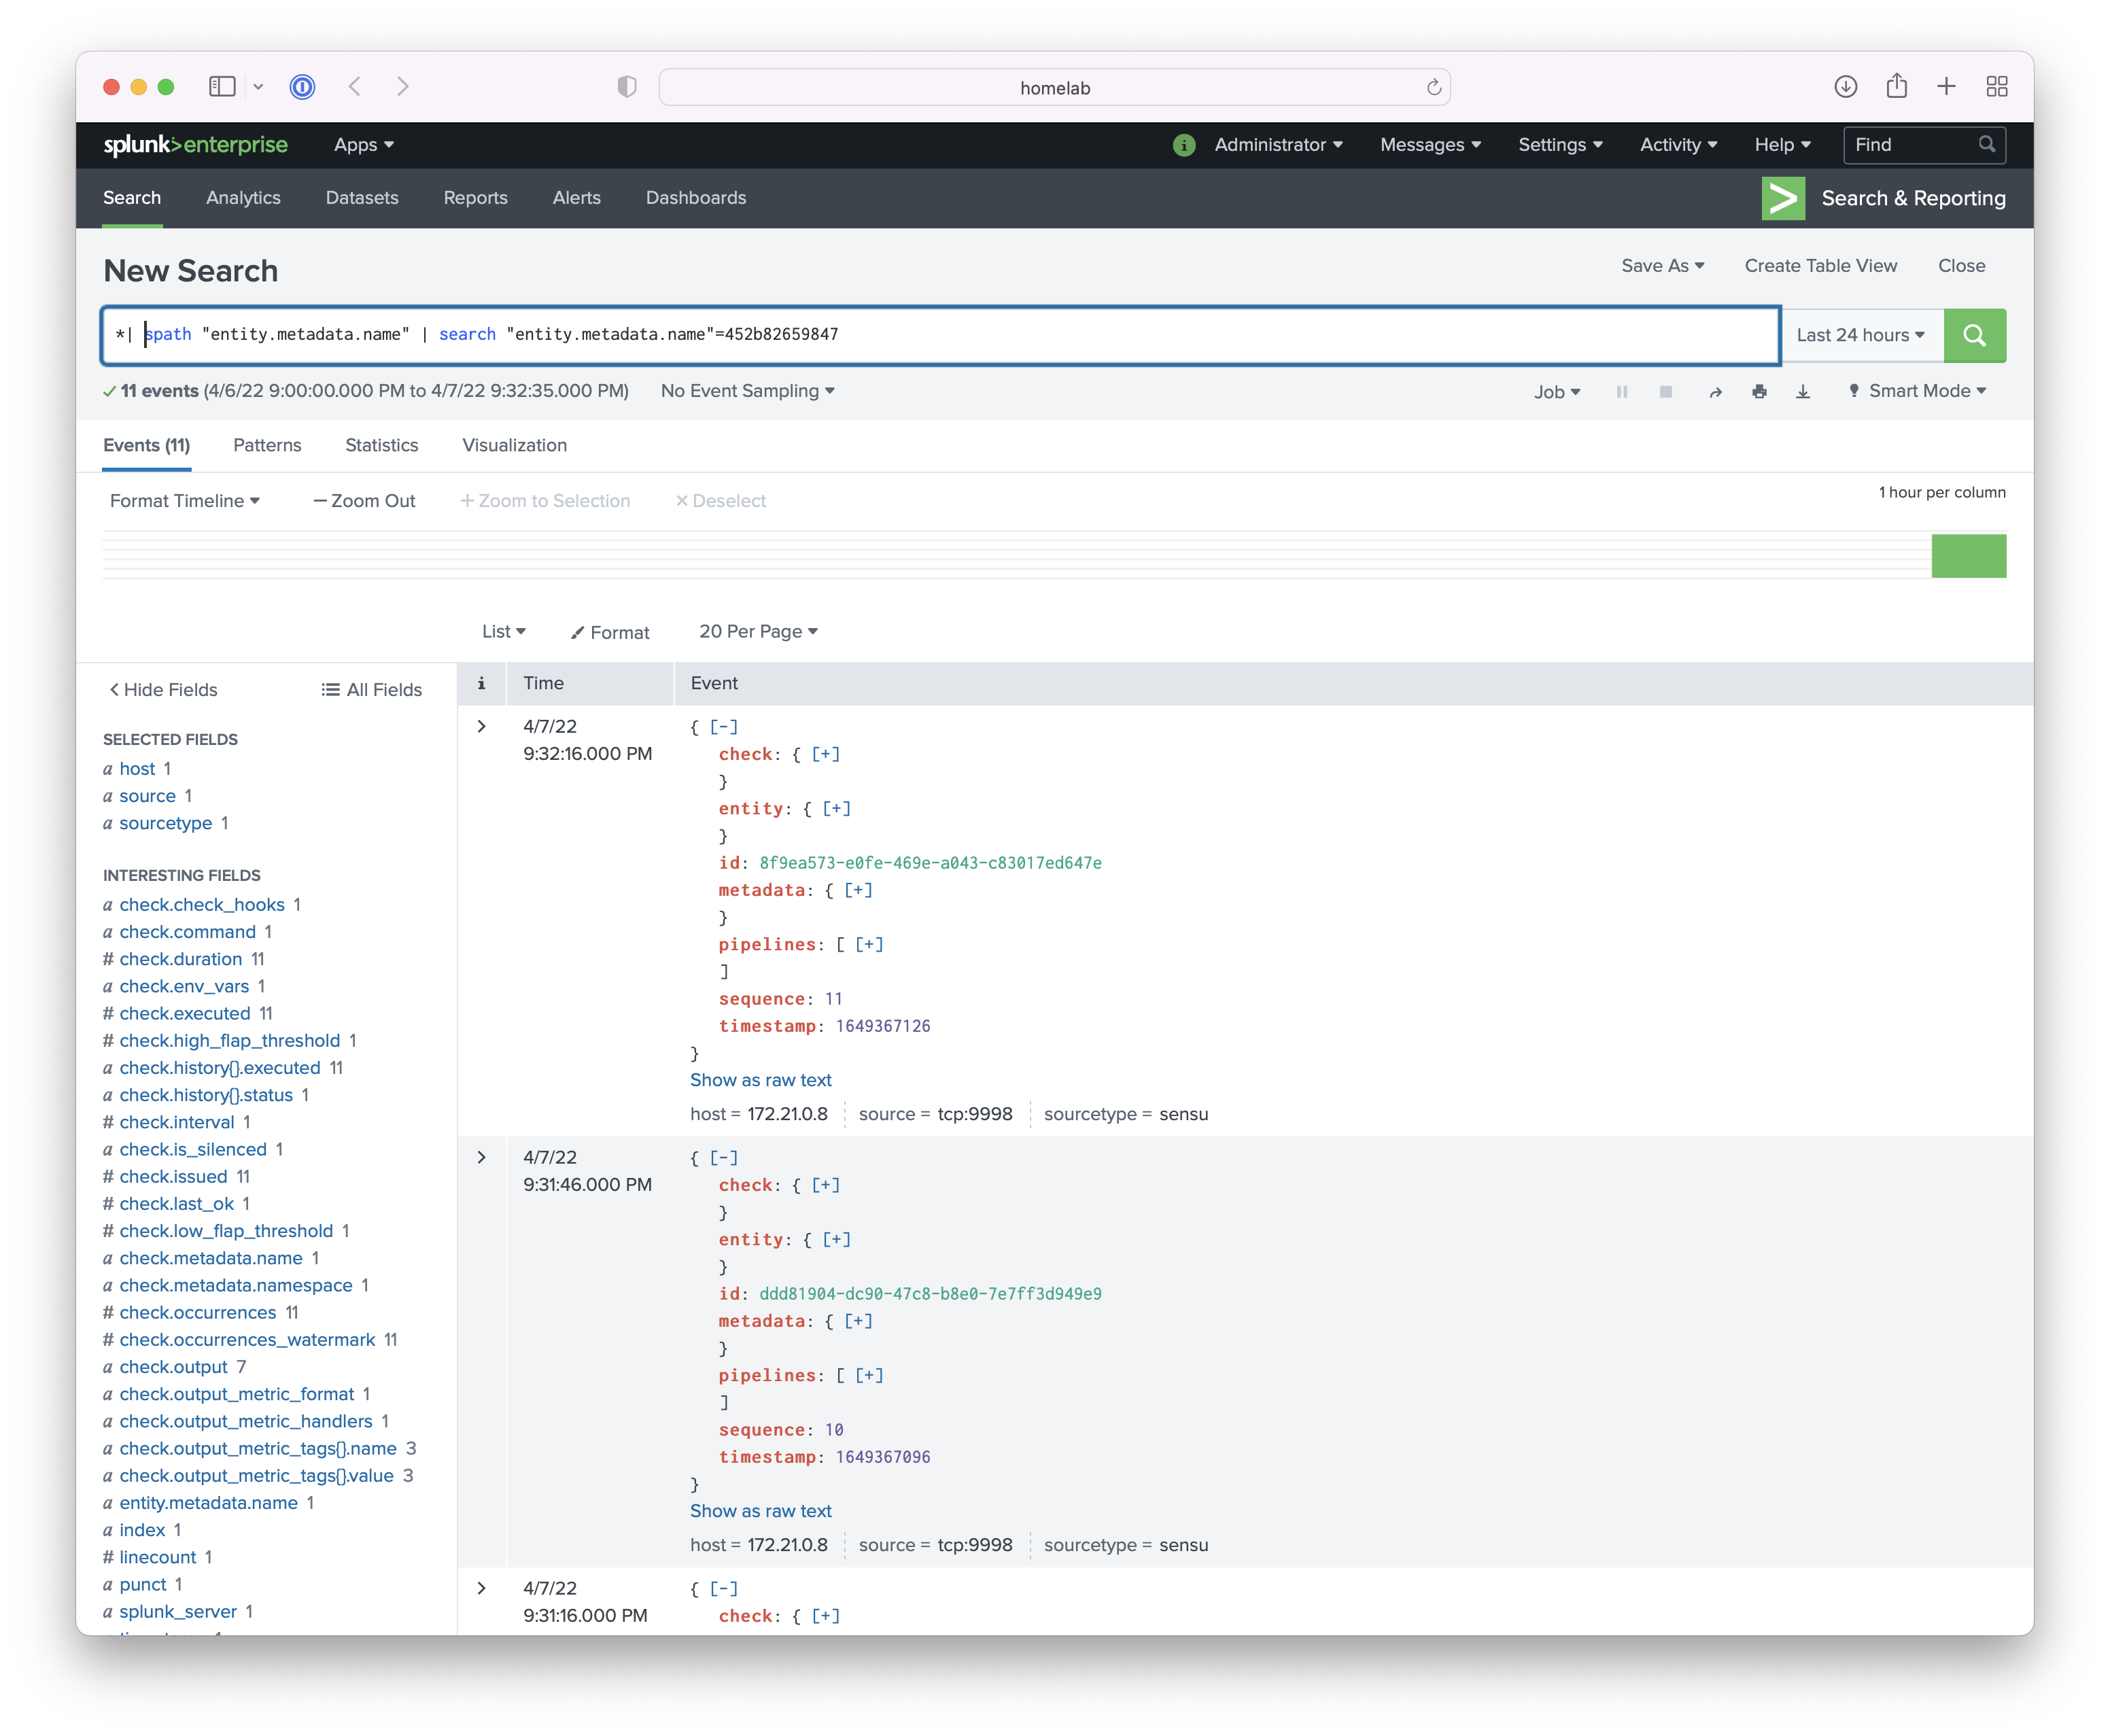 homelab
splunk>enterprise Apps Administrator Messages Settings Activity Help Find
Search Analytics Datasets Reports Alerts Dashboards Search & Reporting
New Search Save As Create Table View Close
*| spath "entity.metadata.name" | search "entity.metadata.name"=452b82659847 Last 24 hours
11 events (4/6/22 9:00:00.000 PM to 4/7/22 9:32:35.000 PM) No Event Sampling Job Smart Mode
Events (11) Patterns Statistics Visualization
Format Timeline — Zoom Out + Zoom to Selection × Deselect 1 hour per column
List Format 20 Per Page
< Hide Fields All Fields
SELECTED FIELDS
a host 1
a source 1
a sourcetype 1
INTERESTING FIELDS
a check.check_hooks 1
a check.command 1
# check.duration 11
a check.env_vars 1
# check.executed 11
# check.high_flap_threshold 1
a check.history{}.executed 11
a check.history{}.status 1
# check.interval 1
a check.is_silenced 1
# check.issued 11
# check.last_ok 1
# check.low_flap_threshold 1
a check.metadata.name 1
a check.metadata.namespace 1
# check.occurrences 11
# check.occurrences_watermark 11
a check.output 7
a check.output_metric_format 1
a check.output_metric_handlers 1
a check.output_metric_tags{}.name 3
a check.output_metric_tags{}.value 3
a entity.metadata.name 1
a index 1
# linecount 1
a punct 1
a splunk_server 1
i Time Event
4/7/22
9:32:16.000 PM
{ [-]
check: { [+]
}
entity: { [+]
}
id: 8f9ea573-e0fe-469e-a043-c83017ed647e
metadata: { [+]
}
pipelines: [ [+]
]
sequence: 11
timestamp: 1649367126
}
Show as raw text
host = 172.21.0.8 source = tcp:9998 sourcetype = sensu
4/7/22
9:31:46.000 PM
{ [-]
check: { [+]
}
entity: { [+]
}
id: ddd81904-dc90-47c8-b8e0-7e7ff3d949e9
metadata: { [+]
}
pipelines: [ [+]
]
sequence: 10
timestamp: 1649367096
}
Show as raw text
host = 172.21.0.8 source = tcp:9998 sourcetype = sensu
4/7/22
9:31:16.000 PM
{ [-]
check: { [+]